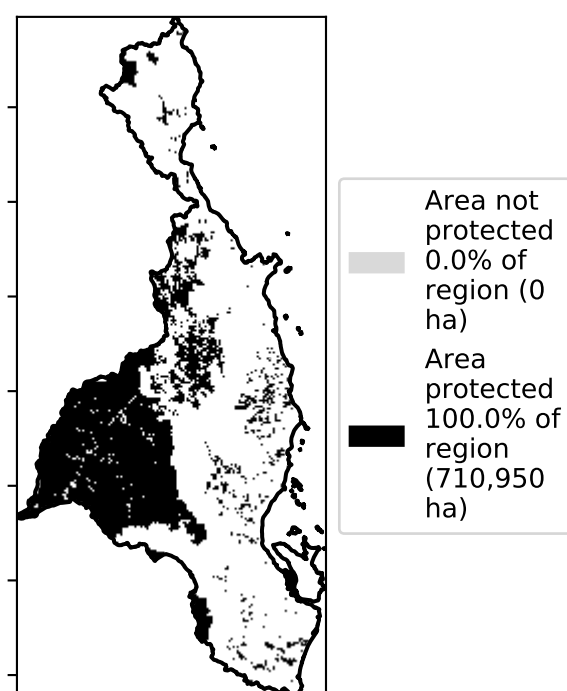 Area not
protected
0.0% of
region (0
ha)
Area
protected
100.0% of
region
(710,950
ha)